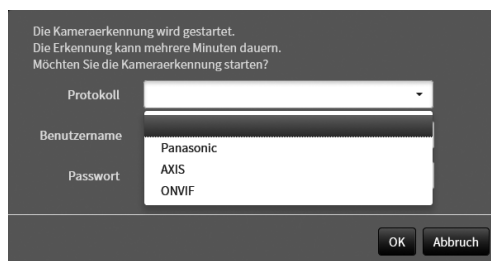 Die Kameraerkennung wird gestartet.
Die Erkennung kann mehrere Minuten dauern.
Möchten Sie die Kameraerkennung starten?
Protokoll
Benutzername
Panasonic
AXIS
Passwort
ONVIF
OK Abbruch